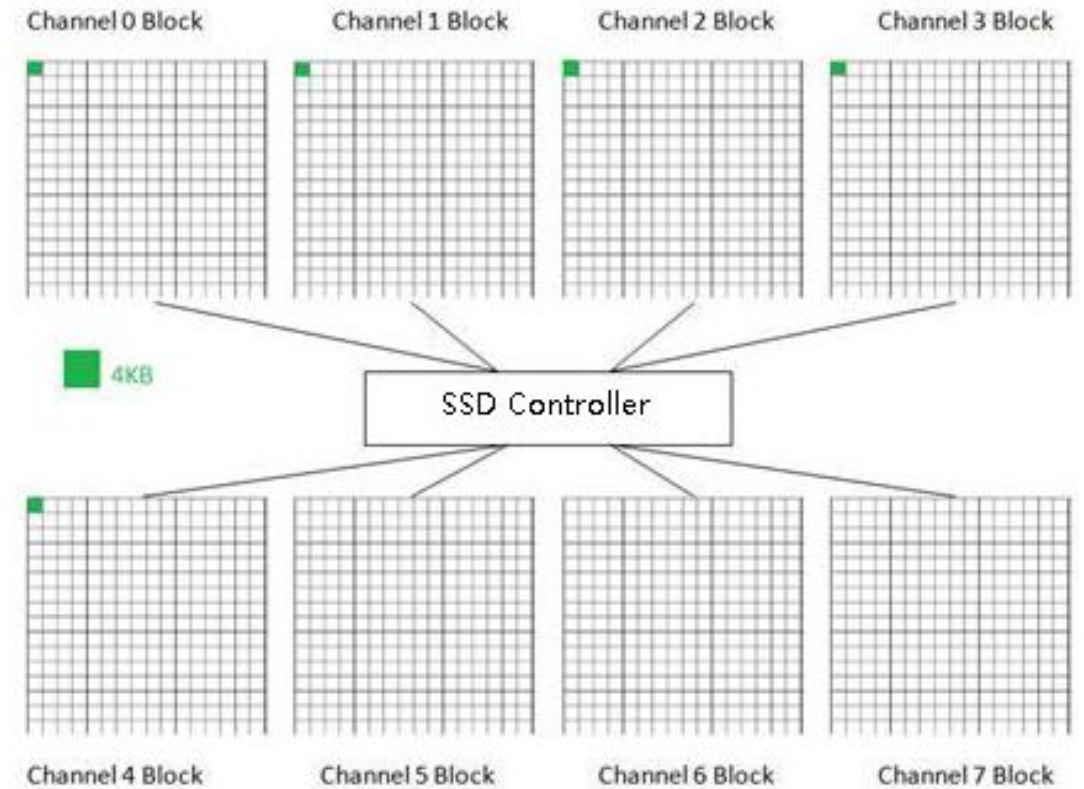 Channel 0 Block
Channel 1 Block
Channel 2 Block
Channel 3 Block
4KB
SSD Controller
Channel 4 Block
Channel 5 Block
Channel 6 Block
Channel 7 Block